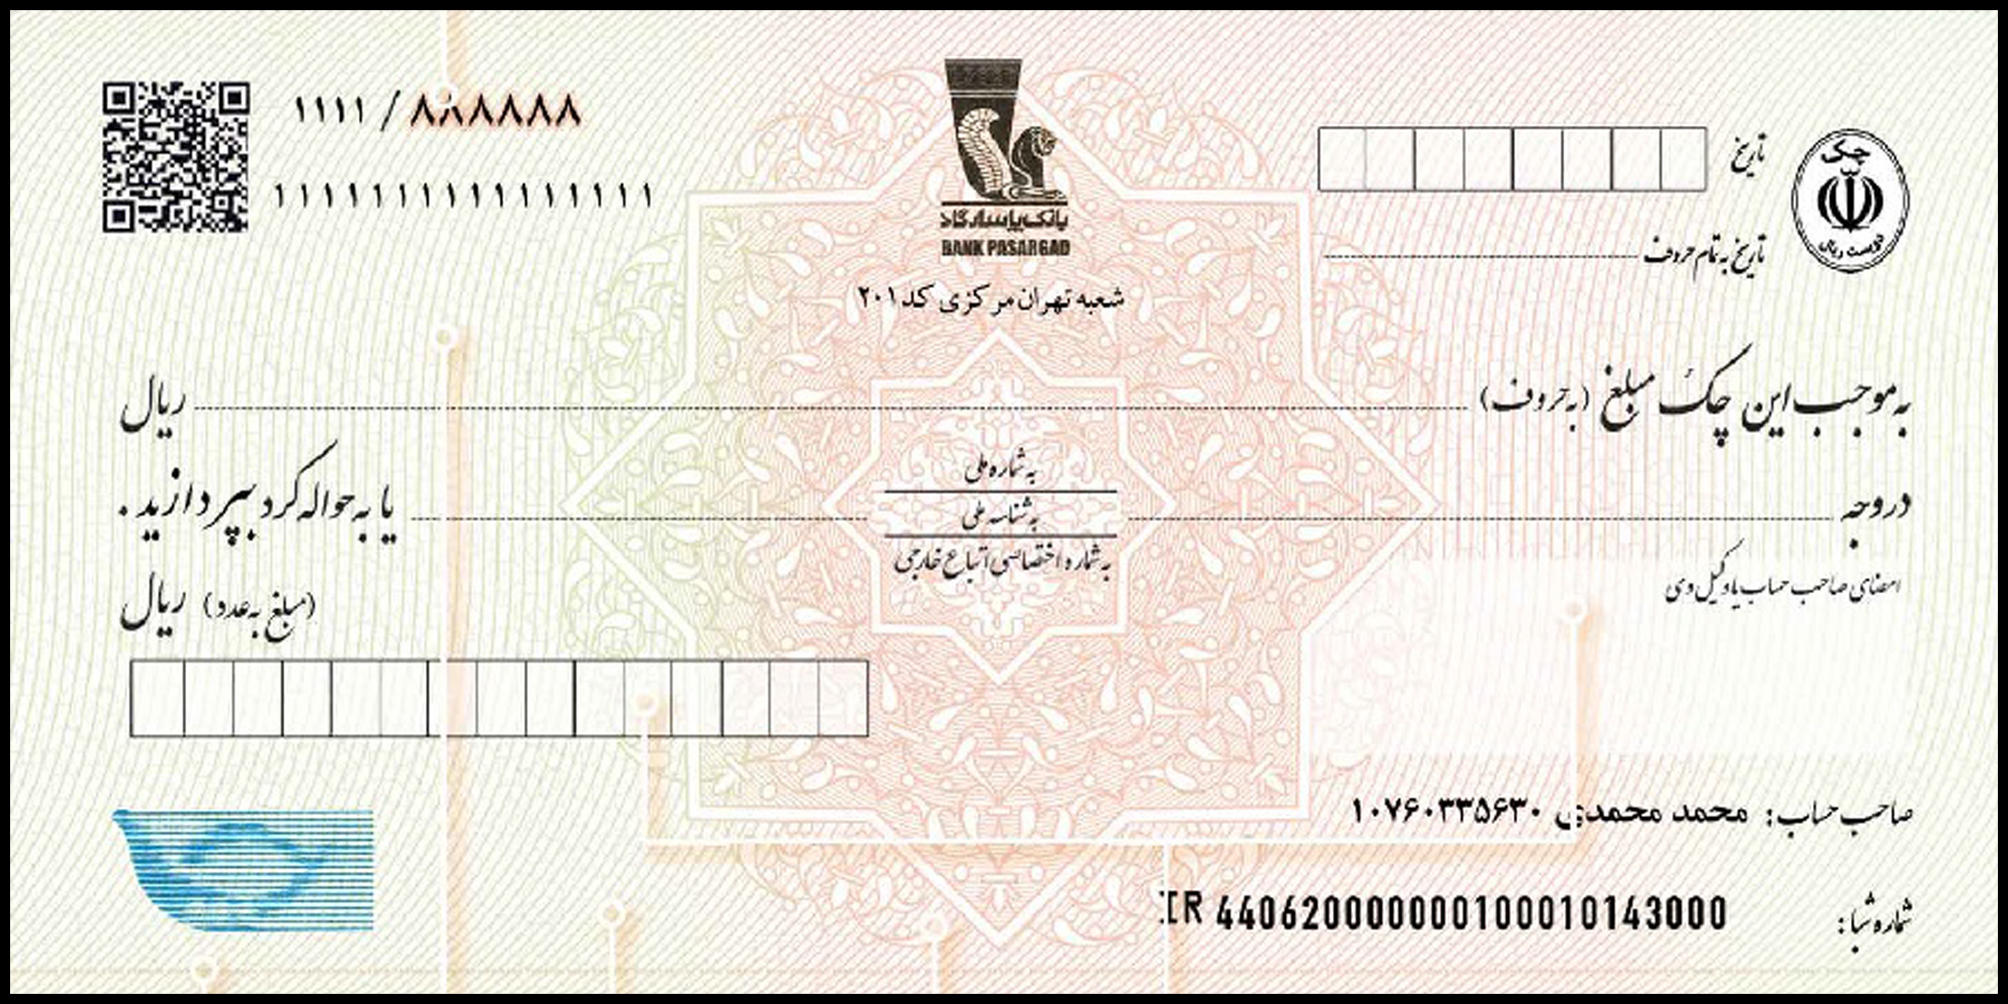 ۱۱۱۱ / ۸۸۸۸۸۸
۱۱۱۱۱۱۱۱۱۱۱۱۱۱۱۱
بانک پاسارگاد
BANK PASARGAD
شعبه تهران مرکزی کد ۲۰۱
چک
دویست ریال
تاریخ
تاریخ به تمام حروف
به موجب این چک مبلغ (به حروف) ریال
در وجه
به شماره ملی
به شناسه ملی
به شماره اختصاصی اتباع خارجی
یا به حواله کرد بپردازید.
امضای صاحب حساب یا وکیل وی
(مبلغ به عدد) ریال
صاحب حساب: محمد محمدی ۱۰۷۶۰۳۳۵۶۳۰
شماره شبا: IR 440620000000100010143000